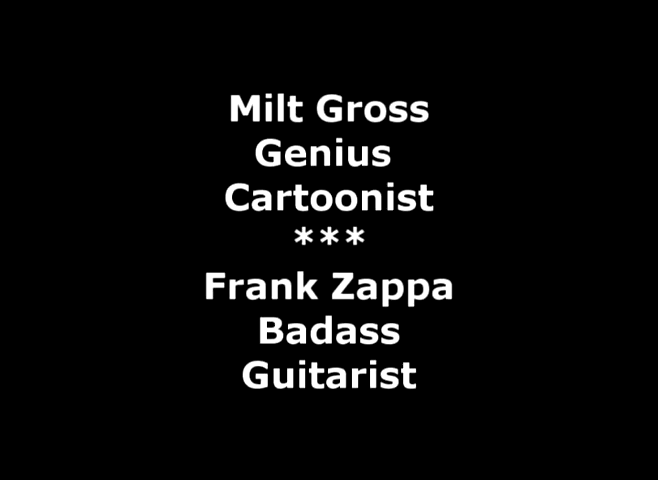 Milt Gross
Genius
Cartoonist
***
Frank Zappa
Badass
Guitarist